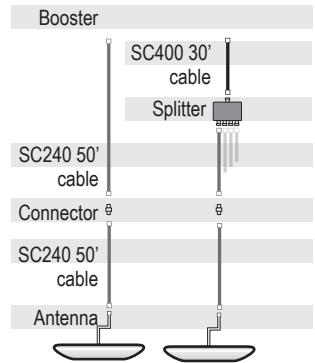 Booster
SC400 30’
cable
Splitter
SC240 50’
cable
Connector
SC240 50’
cable
Antenna